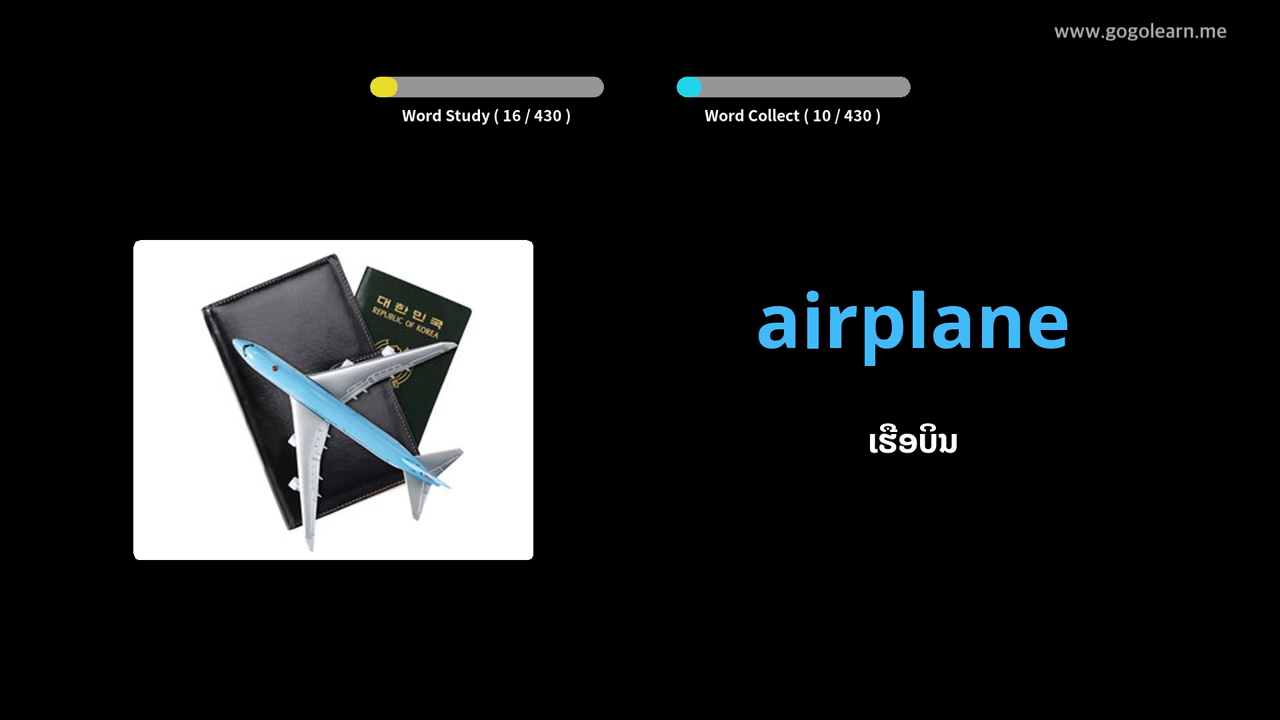 www.gogolearn.me
Word Study ( 16 / 430 )
Word Collect ( 10 / 430 )
대한민국
REPUBLIC OF KOREA
airplane
ເຮືອບິນ